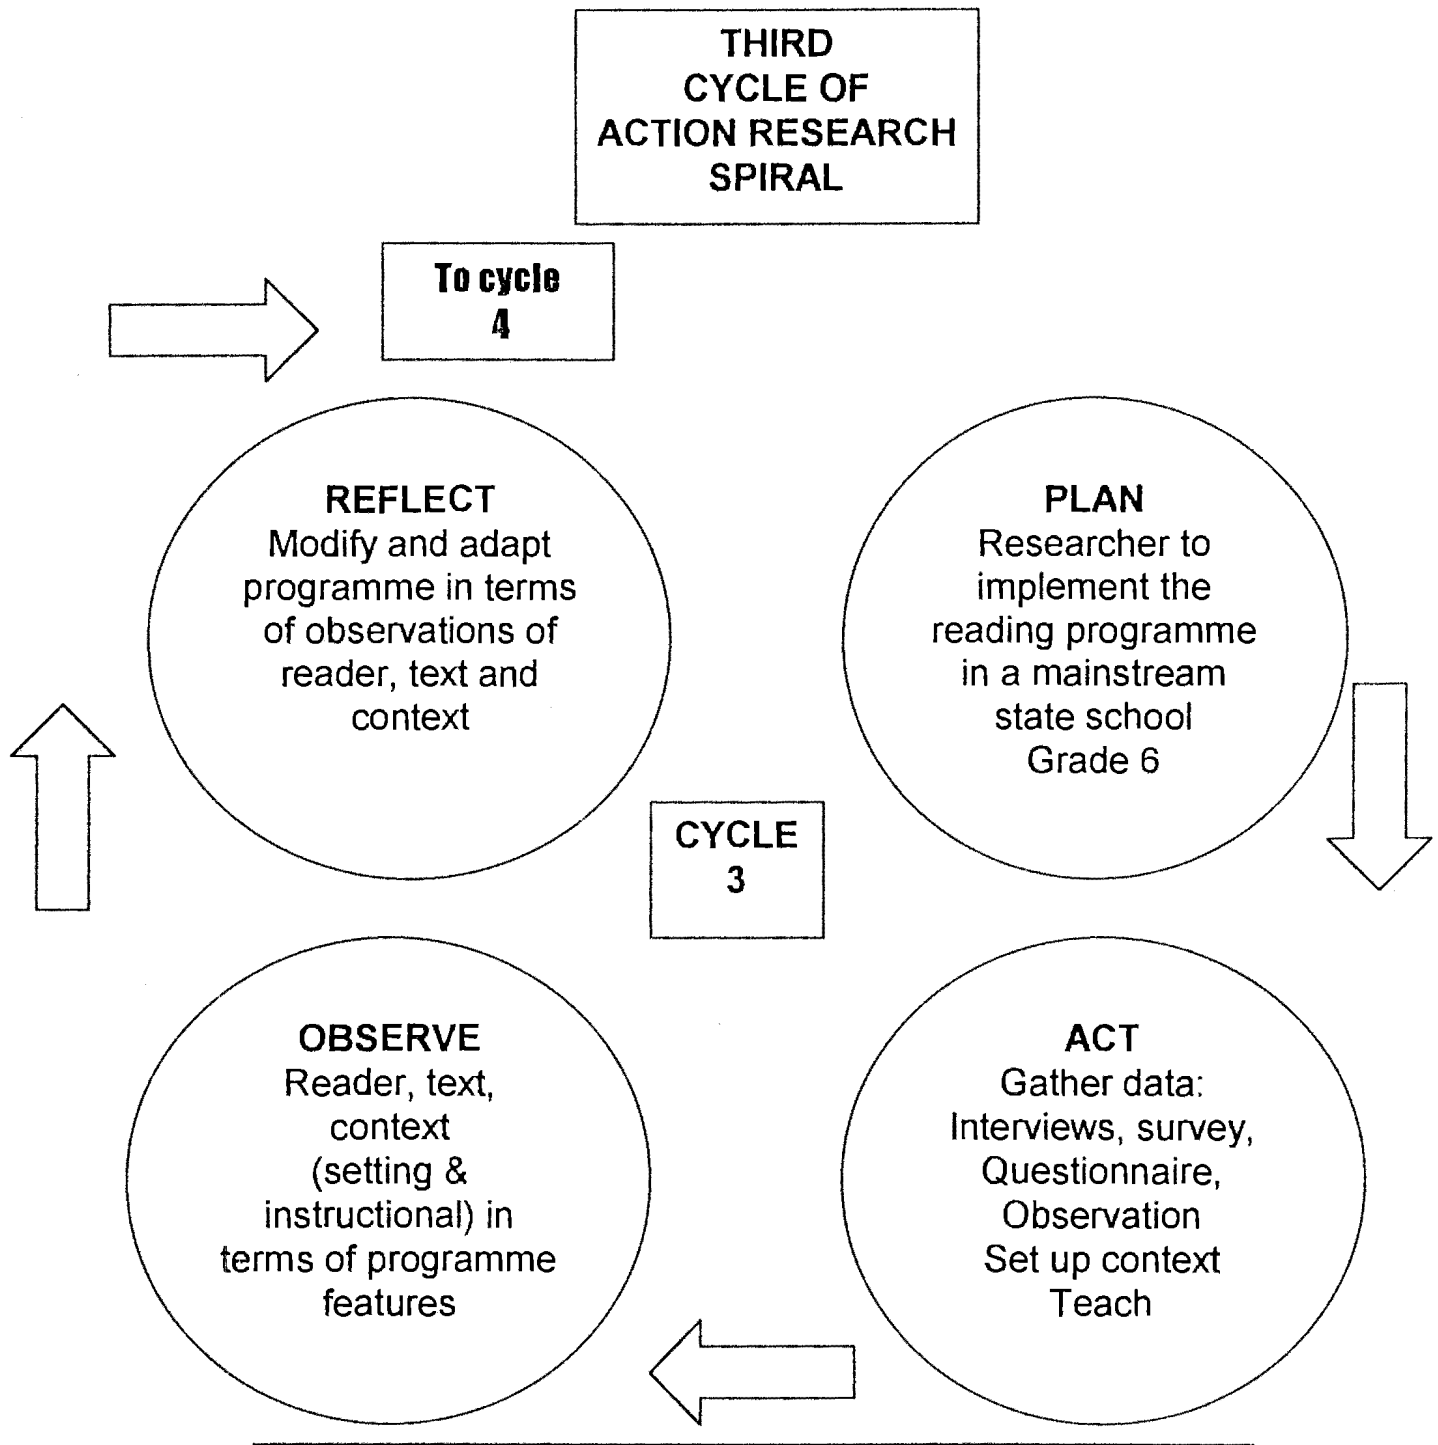 THIRD
CYCLE OF
ACTION RESEARCH
SPIRAL
To cycle
4
REFLECT
Modify and adapt
programme in terms
of observations of
reader, text and
context
PLAN
Researcher to
implement the
reading programme
in a mainstream
state school
Grade 6
CYCLE
3
OBSERVE
Reader, text,
context
(setting &
instructional) in
terms of programme
features
ACT
Gather data:
Interviews, survey,
Questionnaire,
Observation
Set up context
Teach